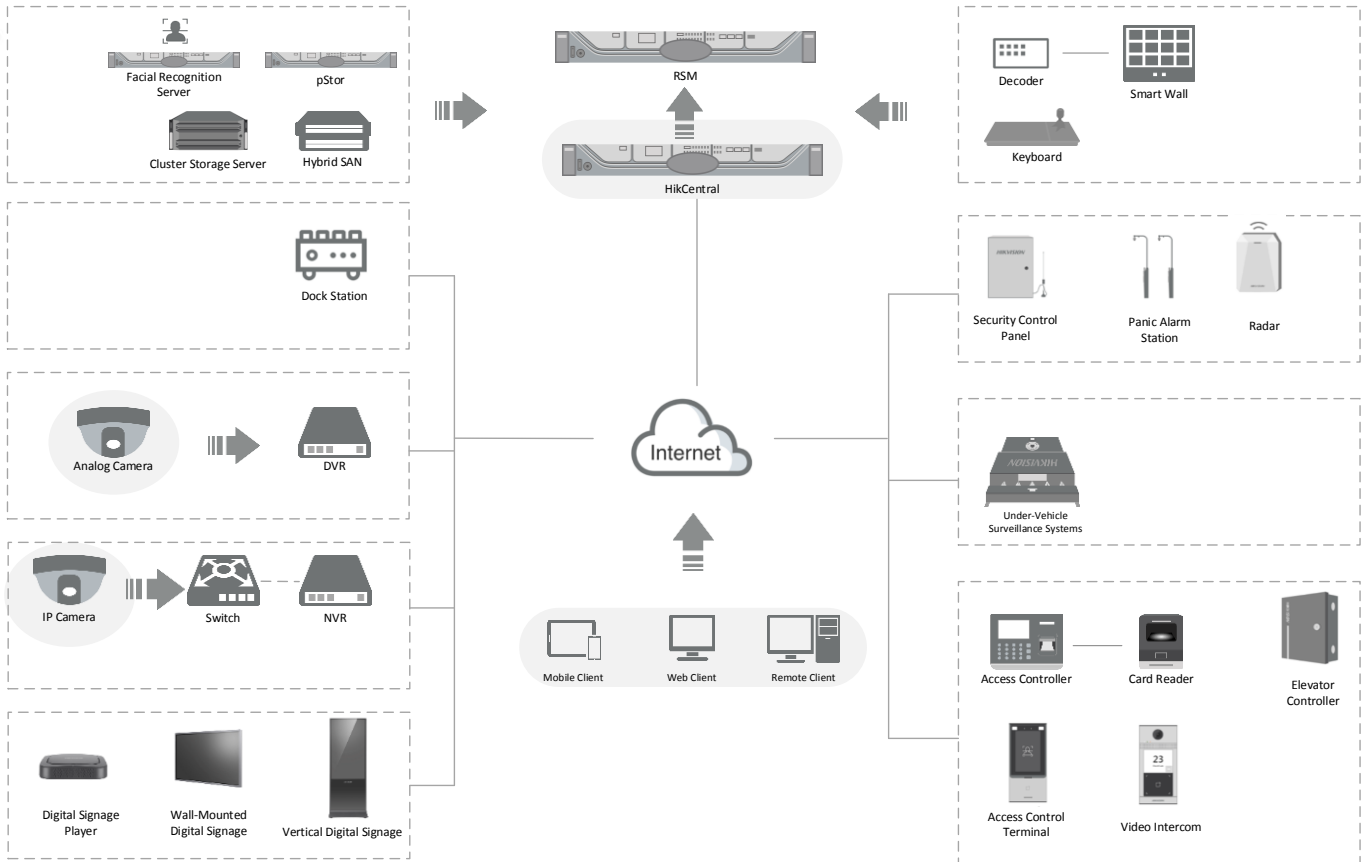 RSM
HikCentral
Facial Recognition
Server
pStor
Cluster Storage Server
Hybrid SAN
Decoder
Smart Wall
Keyboard
Dock Station
HIKVISION
Security Control
Panel
Panic Alarm
Station
Radar
Analog Camera
DVR
Internet
HIKVISION
Under-Vehicle
Surveillance Systems
IP Camera
Switch
NVR
Mobile Client
Web Client
Remote Client
Access Controller
Card Reader
Elevator
Controller
Digital Signage
Player
Wall-Mounted
Digital Signage
Vertical Digital Signage
23
Access Control
Terminal
Video Intercom